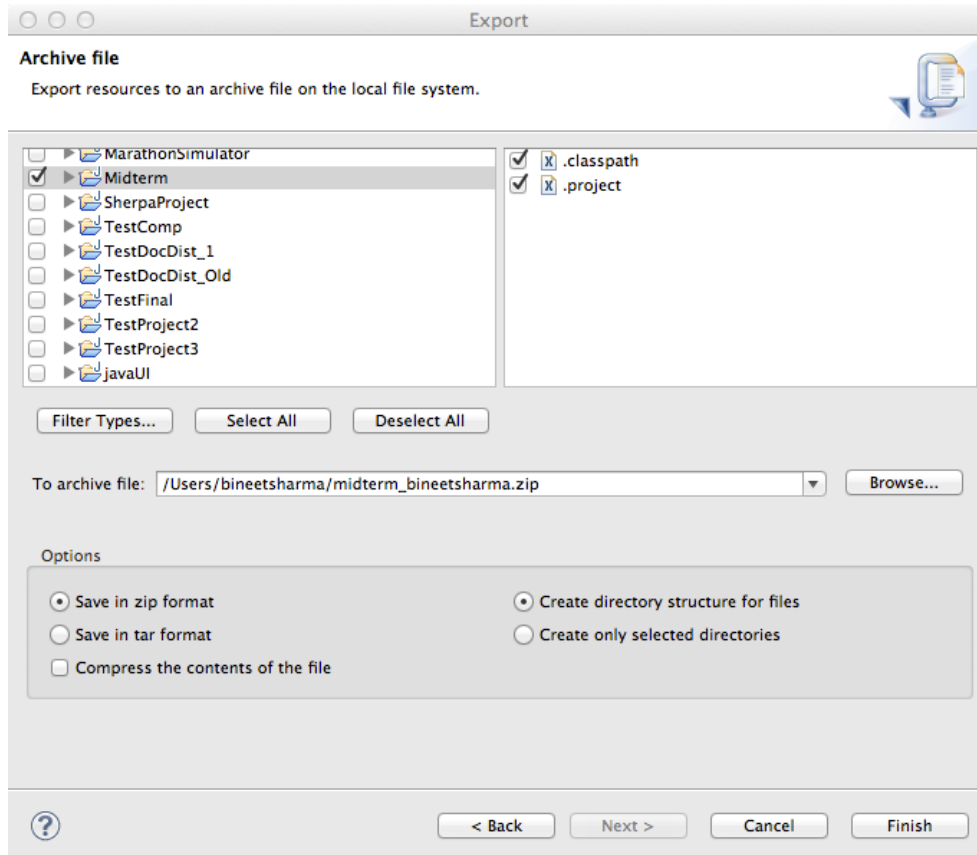 Export
Archive file
Export resources to an archive file on the local file system.
MarathonSimulator
Midterm
SherpaProject
TestComp
TestDocDist_1
TestDocDist_Old
TestFinal
TestProject2
TestProject3
javaUI
.classpath
.project
Filter Types... Select All Deselect All
To archive file: /Users/bineetsharma/midterm_bineetsharma.zip Browse...
Options
Save in zip format
Save in tar format
Compress the contents of the file
Create directory structure for files
Create only selected directories
? < Back Next > Cancel Finish